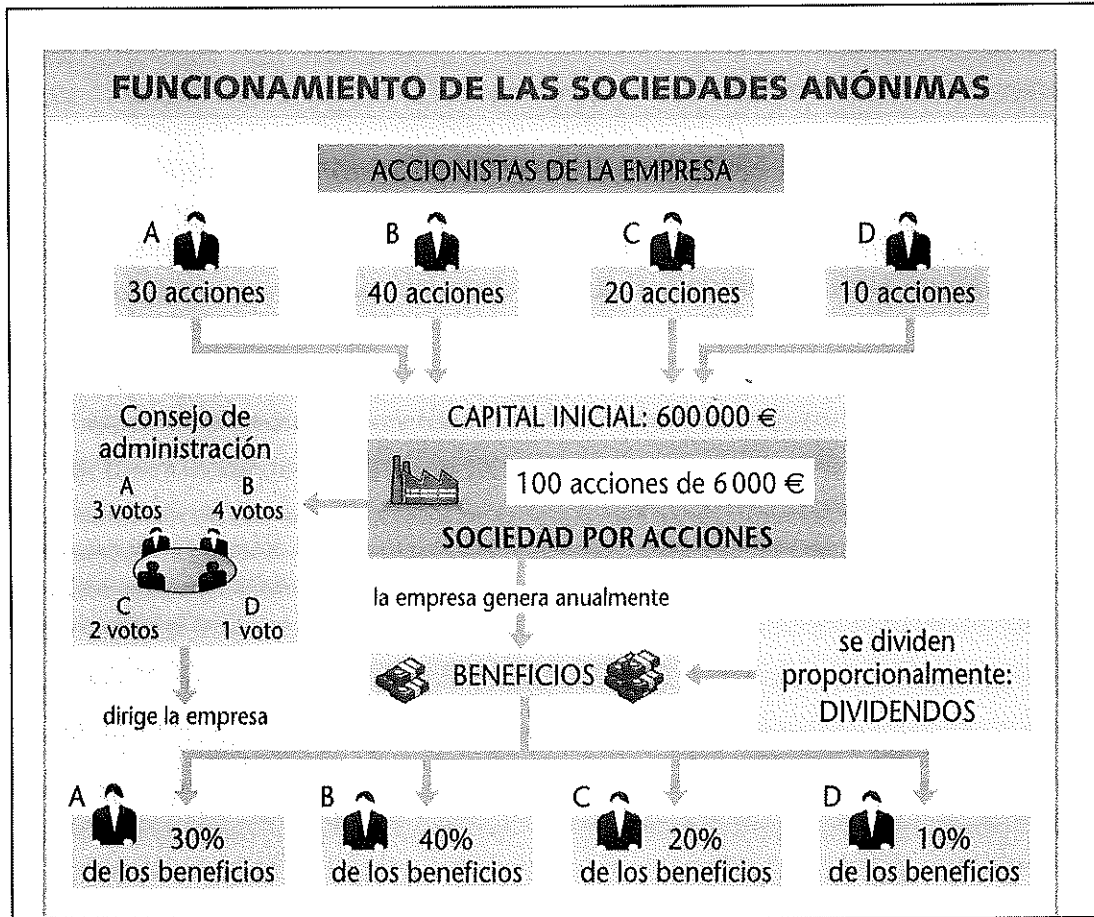 FUNCIONAMIENTO DE LAS SOCIEDADES ANÓNIMAS
ACCIONISTAS DE LA EMPRESA
A
30 acciones
B
40 acciones
C
20 acciones
D
10 acciones
CAPITAL INICIAL: 600 000 €
100 acciones de 6 000 €
SOCIEDAD POR ACCIONES
Consejo de
administración
A B
3 votos 4 votos
C D
2 votos 1 voto
dirige la empresa
la empresa genera anualmente
BENEFICIOS
se dividen
proporcionalmente:
DIVIDENDOS
A
30%
de los beneficios
B
40%
de los beneficios
C
20%
de los beneficios
D
10%
de los beneficios